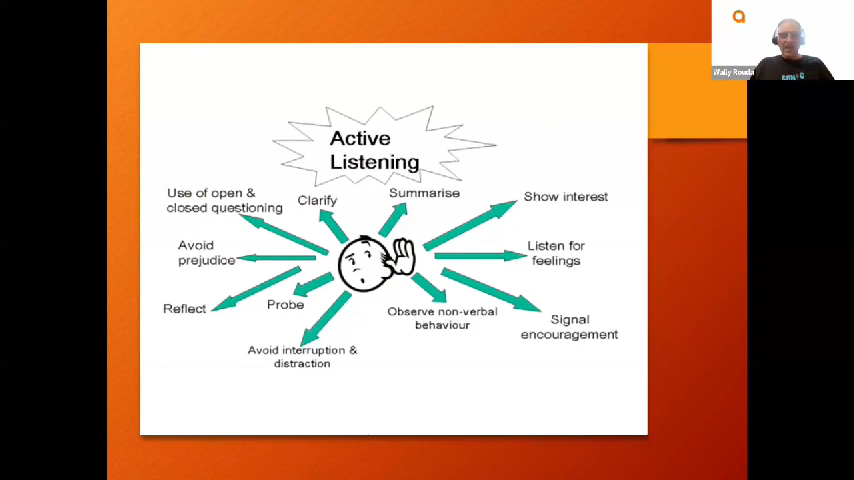 Active
Listening
Use of open &
closed questioning
Clarify
Summarise
Show interest
Avoid
prejudice
Listen for
feelings
Reflect
Probe
Observe non-verbal
behaviour
Signal
encouragement
Avoid interruption &
distraction
Wally